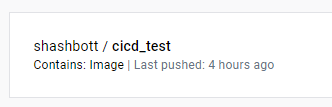 shashbott / cicd_test
Contains: Image | Last pushed: 4 hours ago